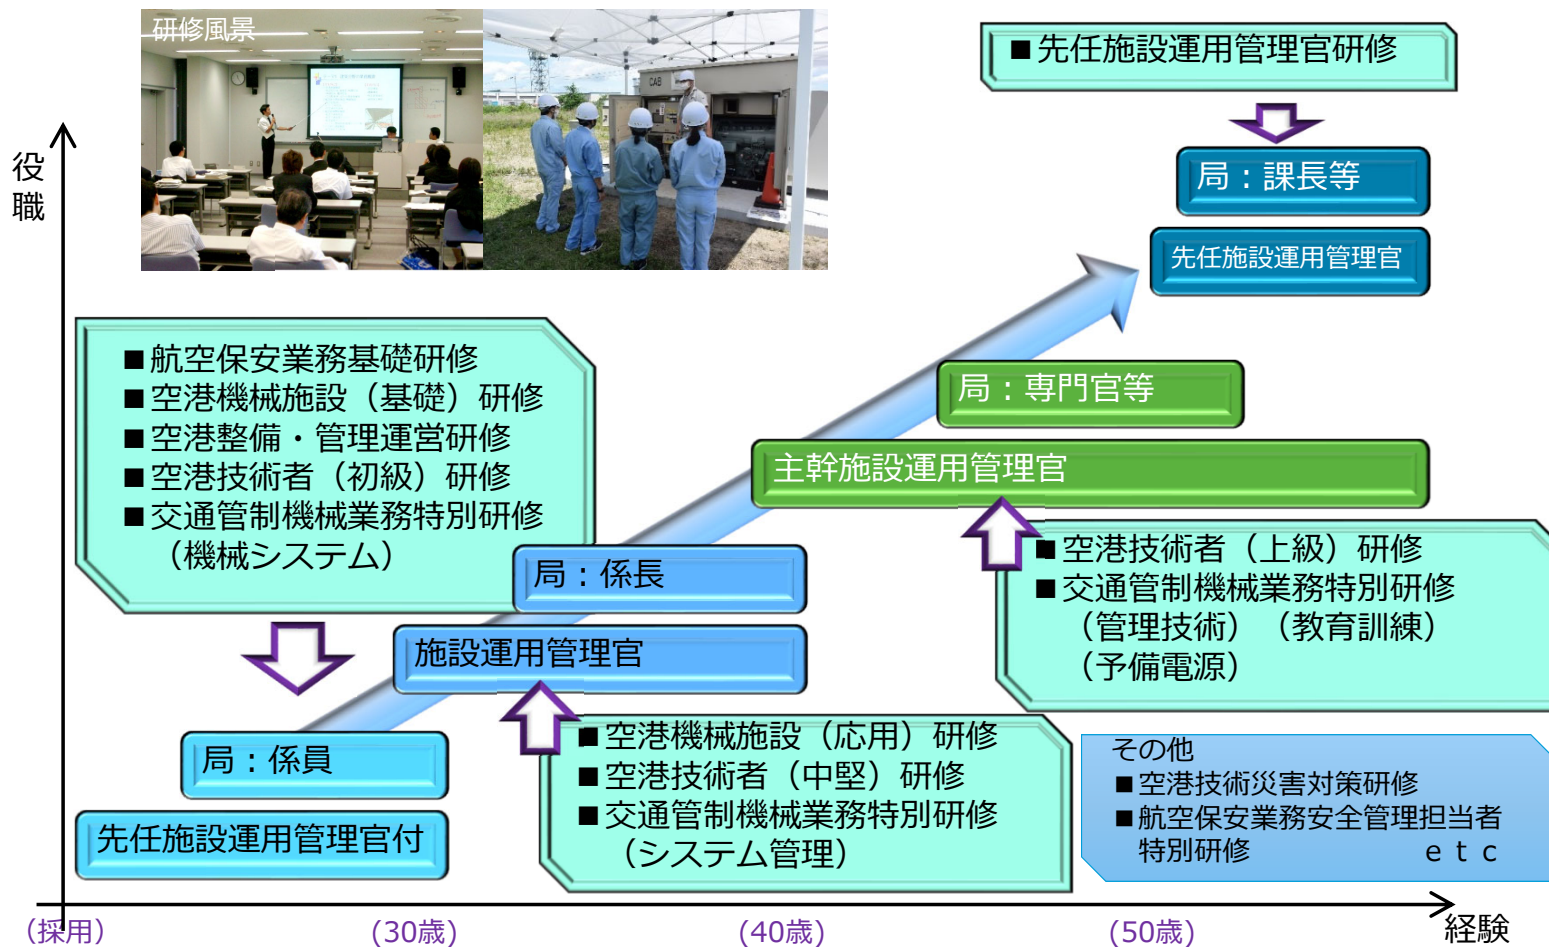 研修風景
CAB
■先任施設運用管理官研修
役職
局：課長等
先任施設運用管理官
■航空保安業務基礎研修
■空港機械施設（基礎）研修
■空港整備・管理運営研修
■空港技術者（初級）研修
■交通管制機械業務特別研修
（機械システム）
局：専門官等
主幹施設運用管理官
局：係長
施設運用管理官
■空港技術者（上級）研修
■交通管制機械業務特別研修
（管理技術）（教育訓練）
（予備電源）
局：係員
先任施設運用管理官付
■空港機械施設（応用）研修
■空港技術者（中堅）研修
■交通管制機械業務特別研修
（システム管理）
その他
■空港技術災害対策研修
■航空保安業務安全管理担当者
特別研修　ｅｔｃ
（採用）
(30歳)
(40歳)
(50歳)
経験